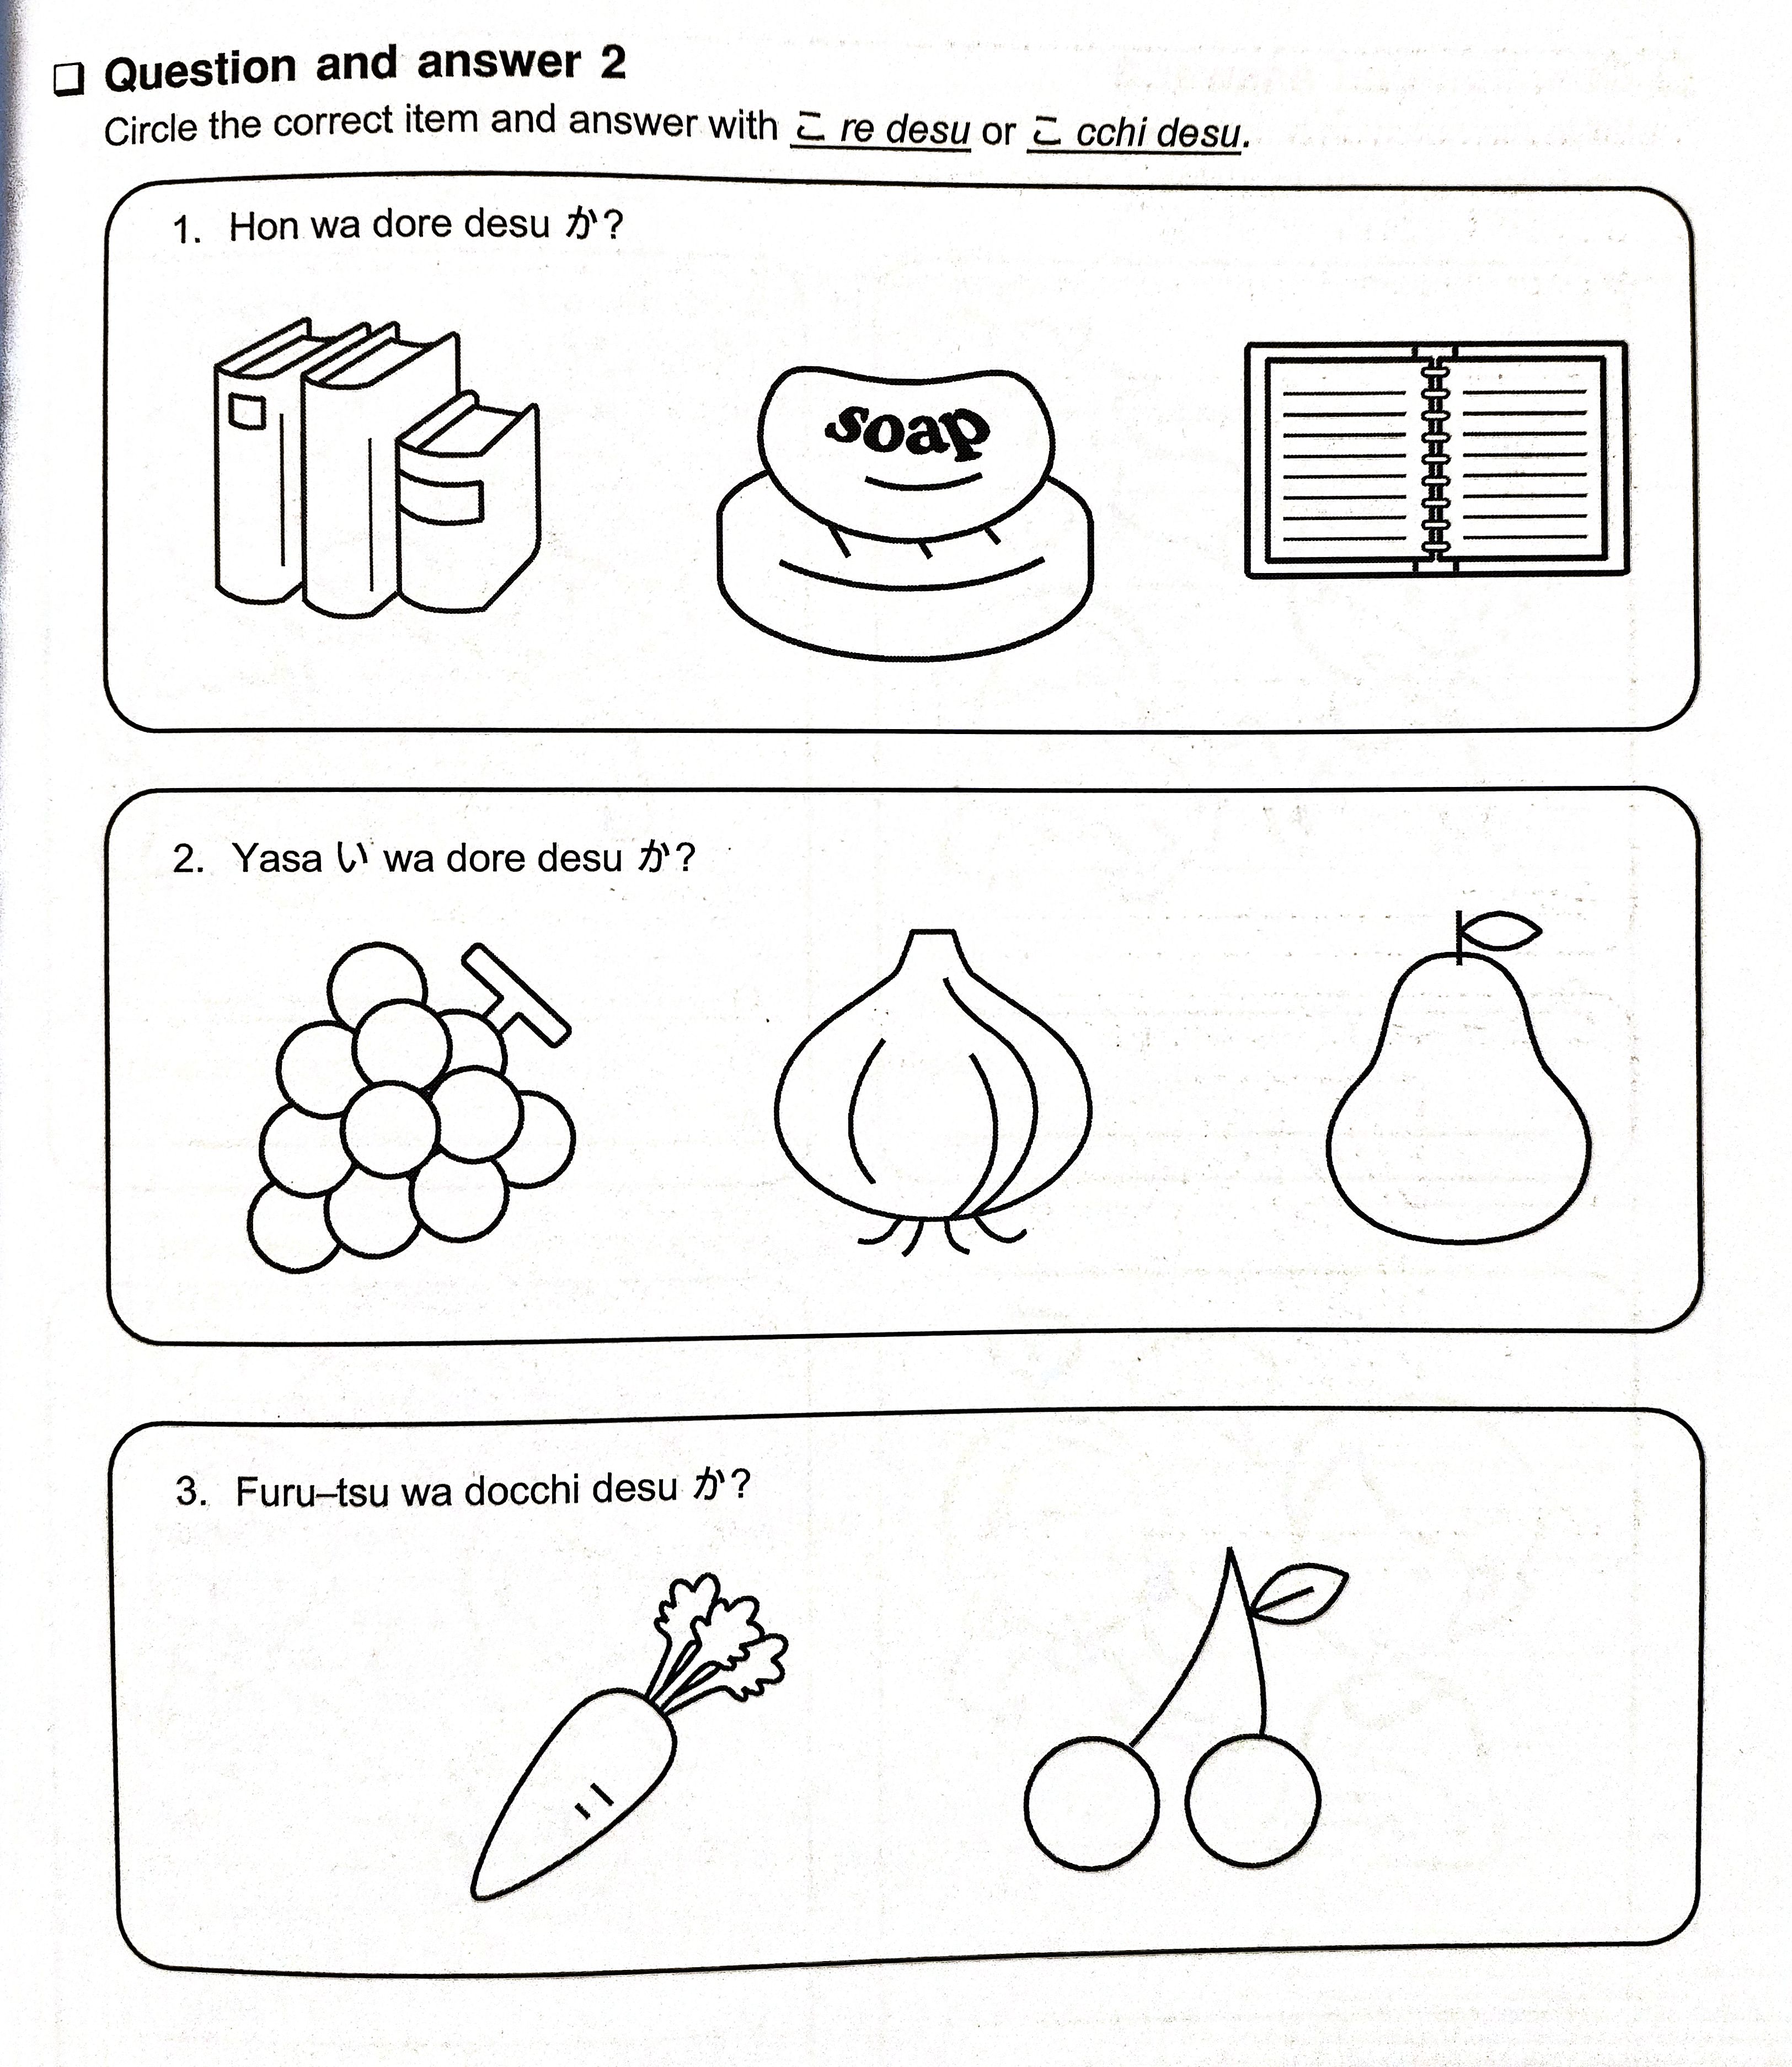 Question and answer 2
Circle the correct item and answer with こ re desu or こ cchi desu.
1. Hon wa dore desu か?
soap
2. Yasa い wa dore desu か?
3. Furu–tsu wa docchi desu か?